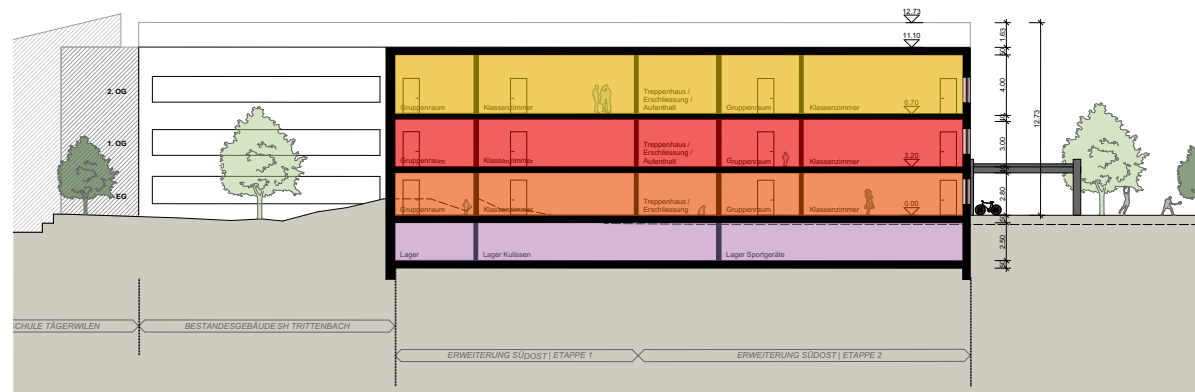 12.73
11.10
1.63
50
2. OG
4.00
Treppenhaus /
Erschliessung /
Aufenthalt
Gruppenraum
Klassenzimmer
Gruppenraum
Klassenzimmer
6.70
12.73
1. OG
3.00
Treppenhaus /
Erschliessung /
Aufenthalt
Gruppenraum
Klassenzimmer
Gruppenraum
Klassenzimmer
3.20
EG
2.80
Treppenhaus /
Erschliessung
Gruppenraum
Klassenzimmer
Gruppenraum
Klassenzimmer
0.00
2.50
Lager
Lager Kulissen
Lager Sportgeräte
50
CHULE TÄGERWILEN
BESTANDESGEBÄUDE SH TRITTENBACH
ERWEITERUNG SÜDOST | ETAPPE 1
ERWEITERUNG SÜDOST | ETAPPE 2